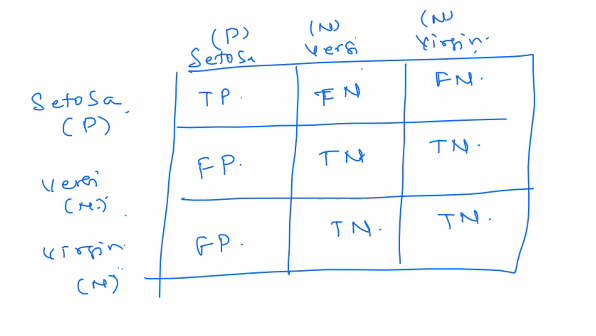 (P) (N) (N)
Setosa Versi Virgin.
Setosa. TP. FN FN.
(P)
Versi FP. TN TN.
(N.)
Virgin FP. TN. TN.
(N)